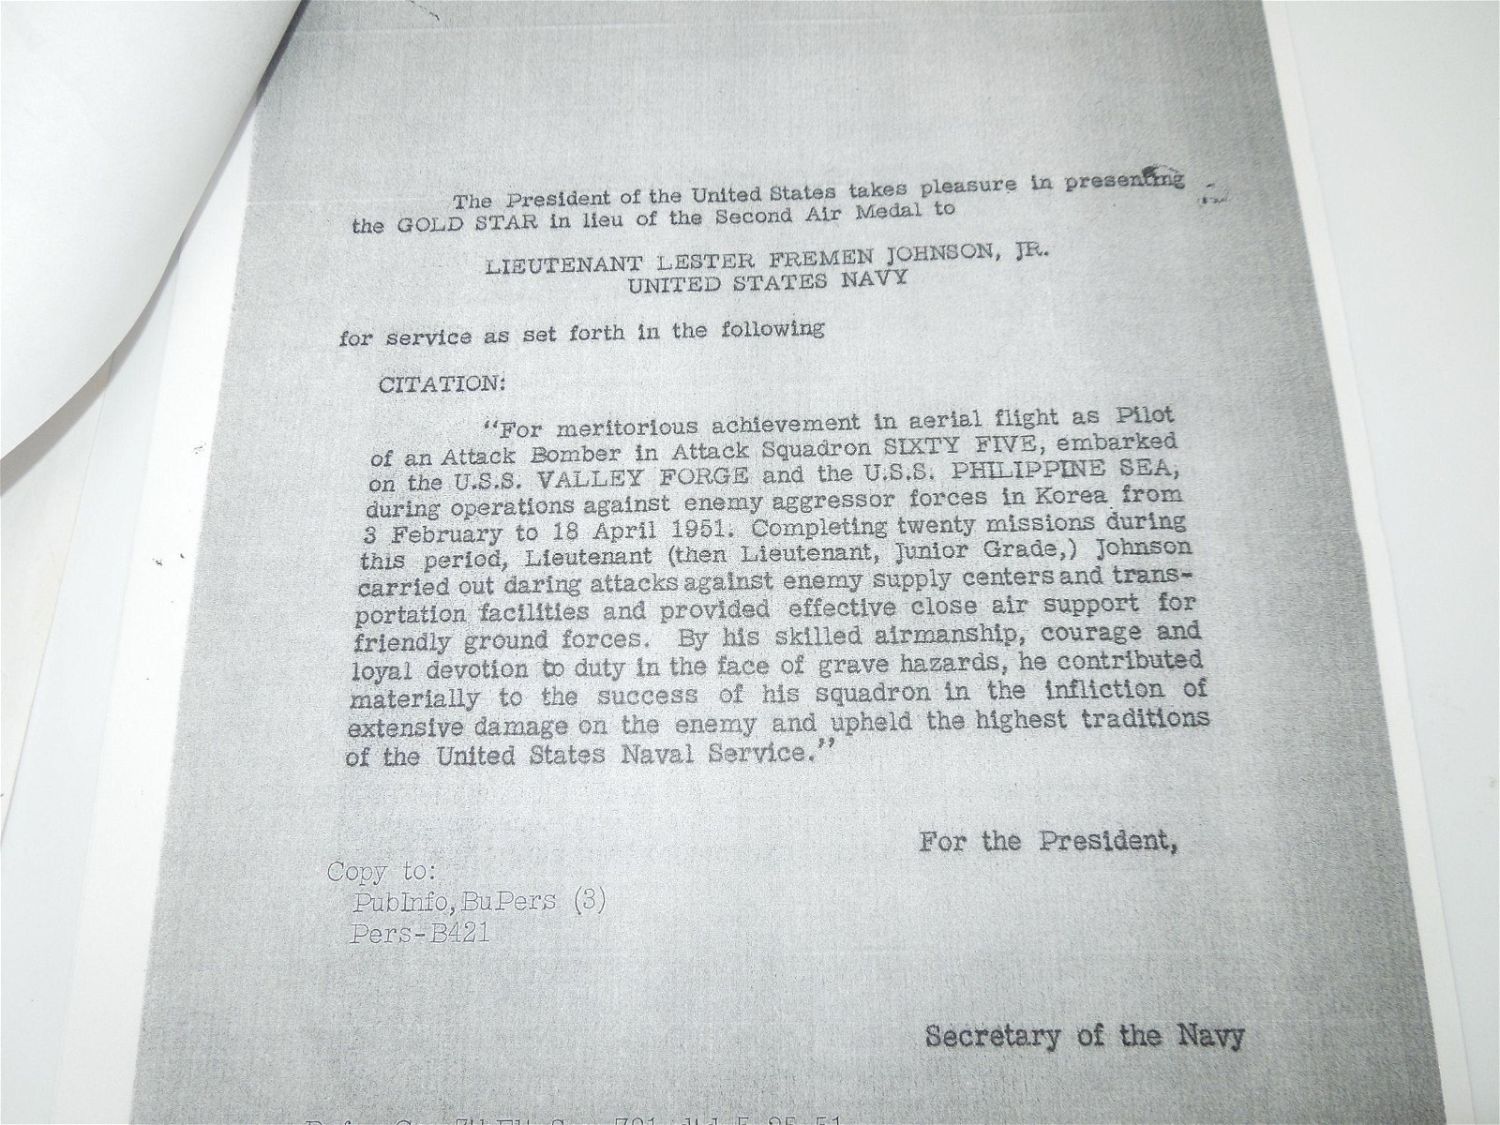 The President of the United States takes pleasure in presenting
the GOLD STAR in lieu of the Second Air Medal to
LIEUTENANT LESTER FREMEN JOHNSON, JR.
UNITED STATES NAVY
for service as set forth in the following
CITATION:
“For meritorious achievement in aerial flight as Pilot
of an Attack Bomber in Attack Squadron SIXTY FIVE, embarked
on the U.S.S. VALLEY FORGE and the U.S.S. PHILIPPINE SEA,
during operations against enemy aggressor forces in Korea from
3 February to 18 April 1951. Completing twenty missions during
this period, Lieutenant (then Lieutenant, Junior Grade,) Johnson
carried out daring attacks against enemy supply centers and trans-
portation facilities and provided effective close air support for
friendly ground forces. By his skilled airmanship, courage and
loyal devotion to duty in the face of grave hazards, he contributed
materially to the success of his squadron in the infliction of
extensive damage on the enemy and upheld the highest traditions
of the United States Naval Service.”
For the President,
Copy to:
PubInfo, BuPers (3)
Pers-B421
Secretary of the Navy